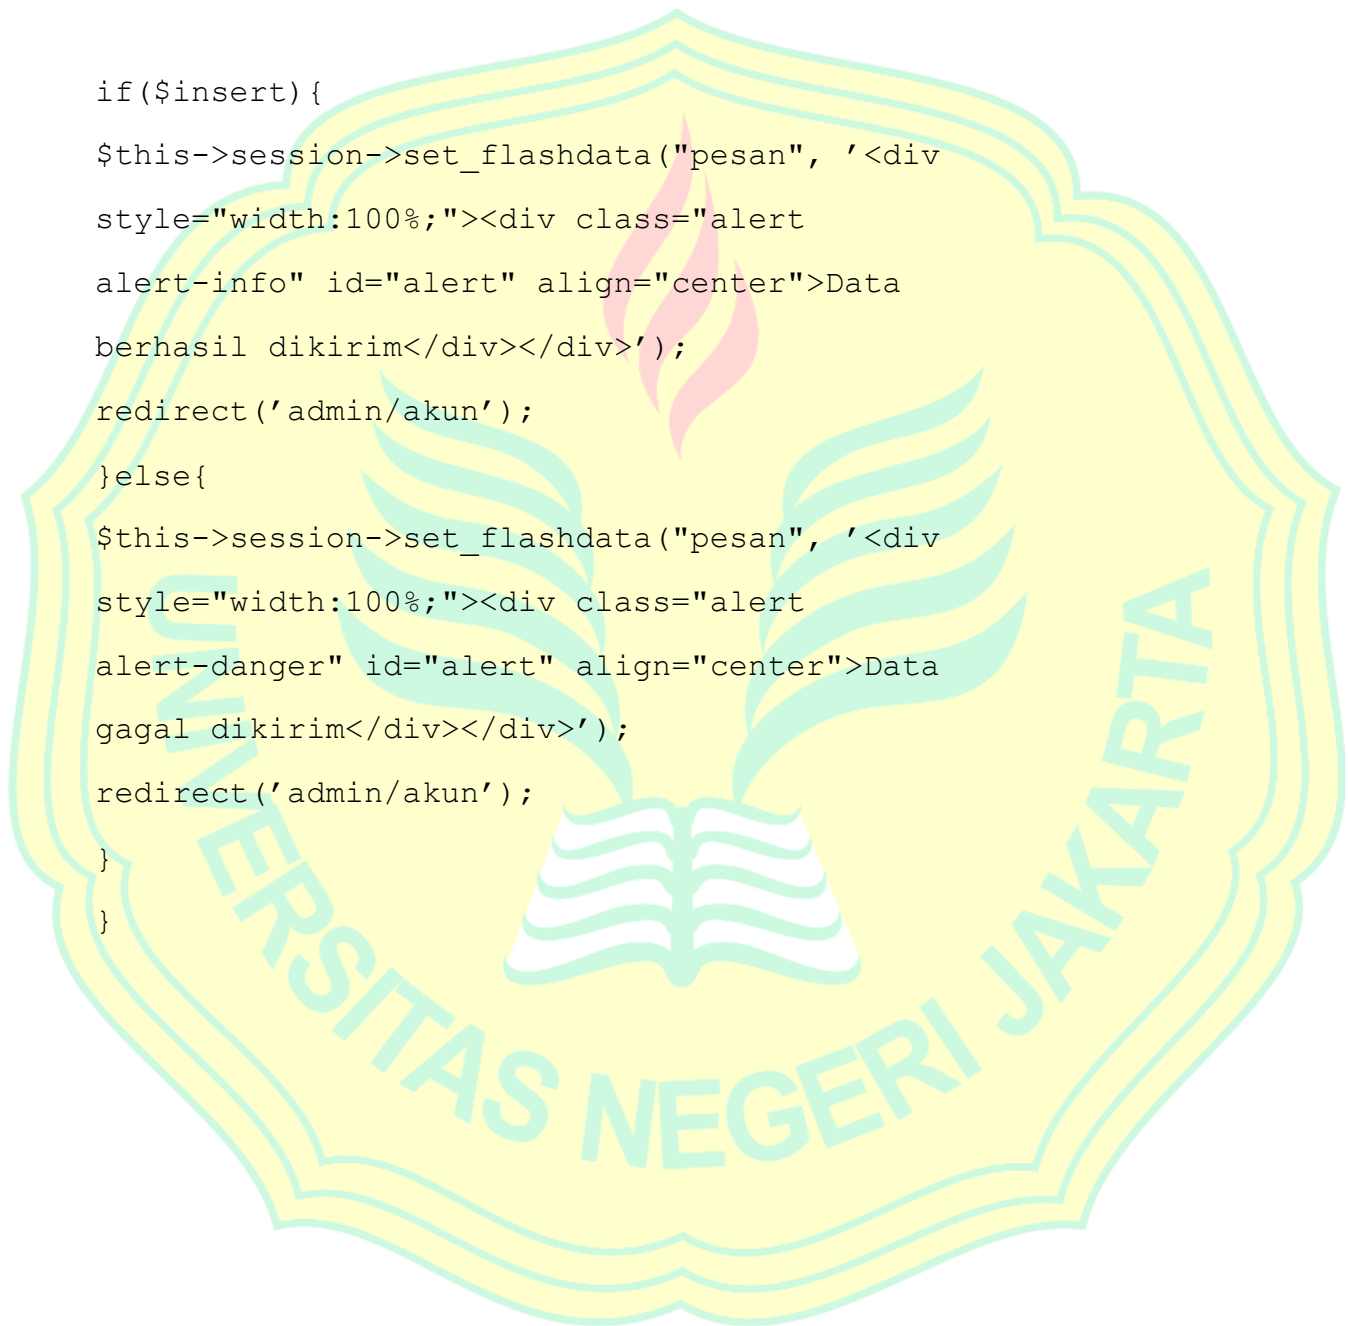 if($insert){
$this->session->set_flashdata("pesan", ’<div
style="width:100%;"><div class="alert
alert-info" id="alert" align="center">Data
berhasil dikirim</div></div>’);
redirect(’admin/akun’);
}else{
$this->session->set_flashdata("pesan", ’<div
style="width:100%;"><div class="alert
alert-danger" id="alert" align="center">Data
gagal dikirim</div></div>’);
redirect(’admin/akun’);
}
}
UNIVERSITAS NEGERI JAKARTA